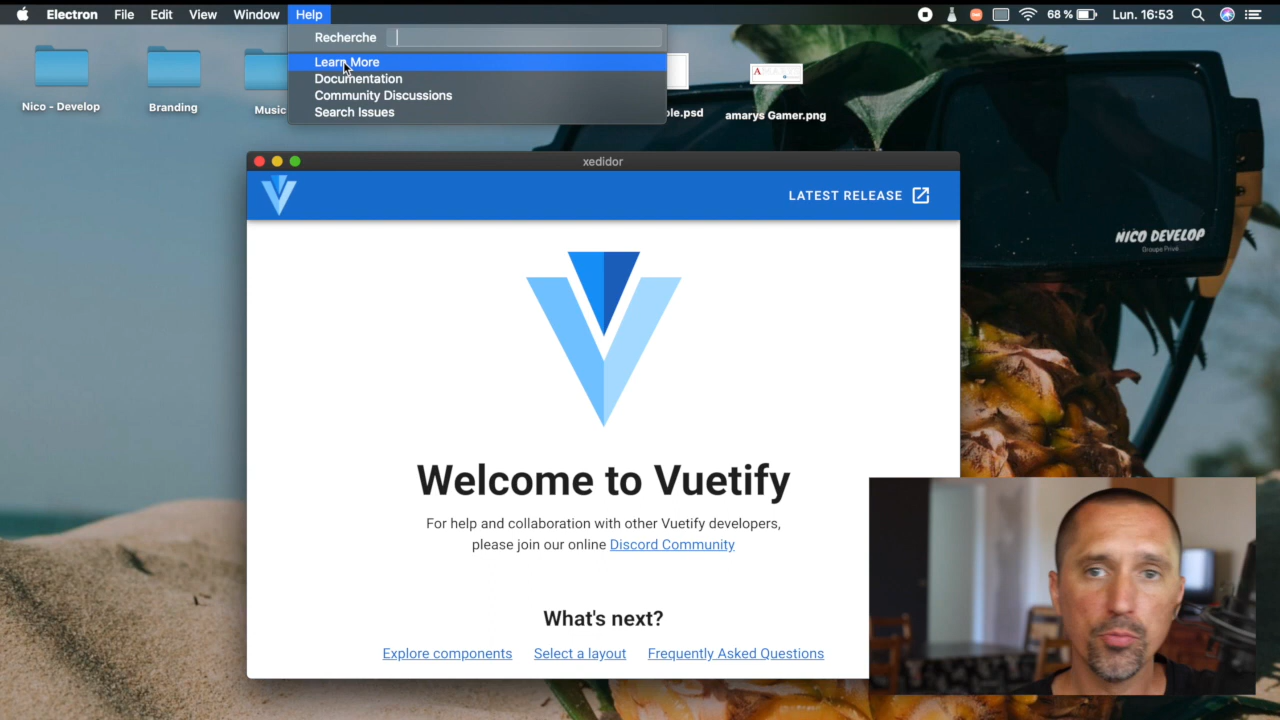 Electron File Edit View Window Help 68 % Lun. 16:53
Recherche
Learn More
Documentation
Community Discussions
Search Issues
Nico - Develop
Branding
Music
ple.psd
amarys Gamer.png
xedidor
LATEST RELEASE
NICO DEVELOP
Groupe Privé
Welcome to Vuetify
For help and collaboration with other Vuetify developers,
please join our online Discord Community
What's next?
Explore components Select a layout Frequently Asked Questions